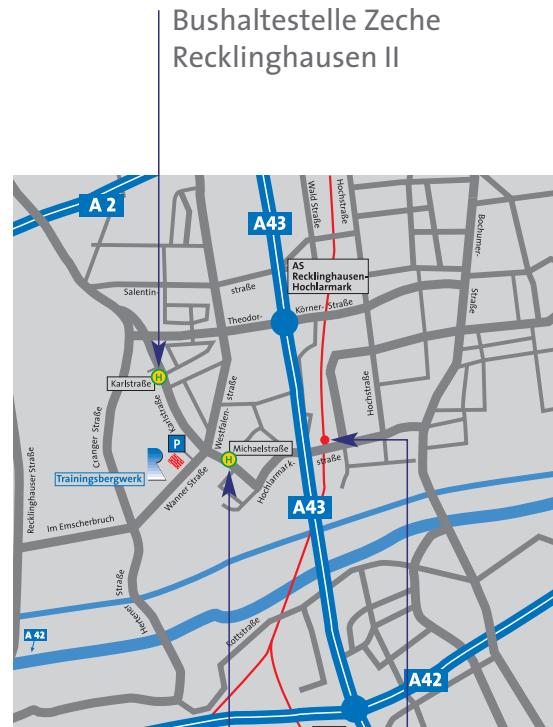 Bushaltestelle Zeche
Recklinghausen II
A 2
A43
Wald Straße
Hochstraße
Bochumer-
Straße
AS
Recklinghausen-
Hochlarmark
Salentin-
straße
Theodor-
Körner-
Straße
Karlstraße
H
Karlstraße
Westfalen-
straße
Hochstraße
Cranger Straße
P
Michaelstraße
H
Trainingsbergwerk
Wanner Straße
Hochlarmark-
straße
Recklinghauser Straße
A43
Im Emscherbruch
Hertener
Straße
A 42
Pottstraße
A42